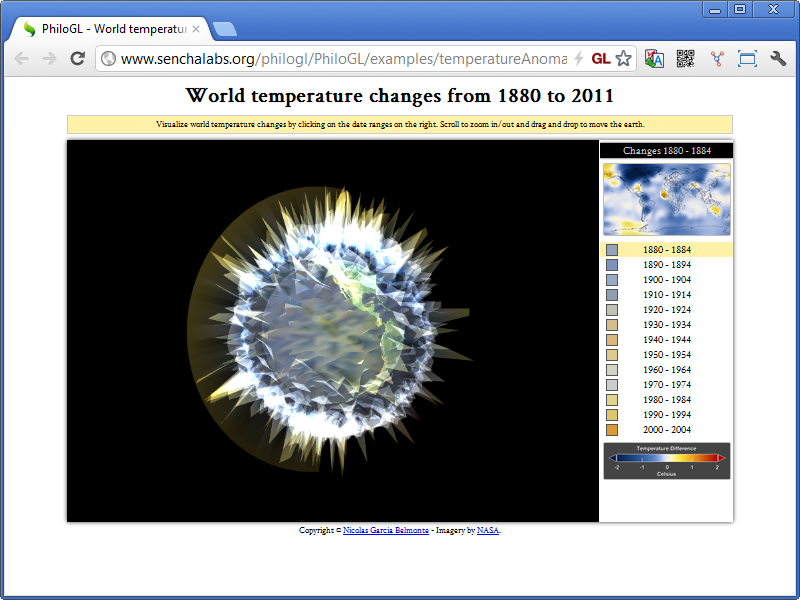 PhiloGL - World temperatu
www.senchalabs.org/philogl/PhiloGL/examples/temperatureAnoma
GL
World temperature changes from 1880 to 2011
Visualize world temperature changes by clicking on the date ranges on the right. Scroll to zoom in/out and drag and drop to move the earth.
Changes 1880 - 1884
1880 - 1884
1890 - 1894
1900 - 1904
1910 - 1914
1920 - 1924
1930 - 1934
1940 - 1944
1950 - 1954
1960 - 1964
1970 - 1974
1980 - 1984
1990 - 1994
2000 - 2004
Temperature Difference
-2 -1 0 1 2
Celsius
Copyright © Nicolas Garcia Belmonte - Imagery by NASA.